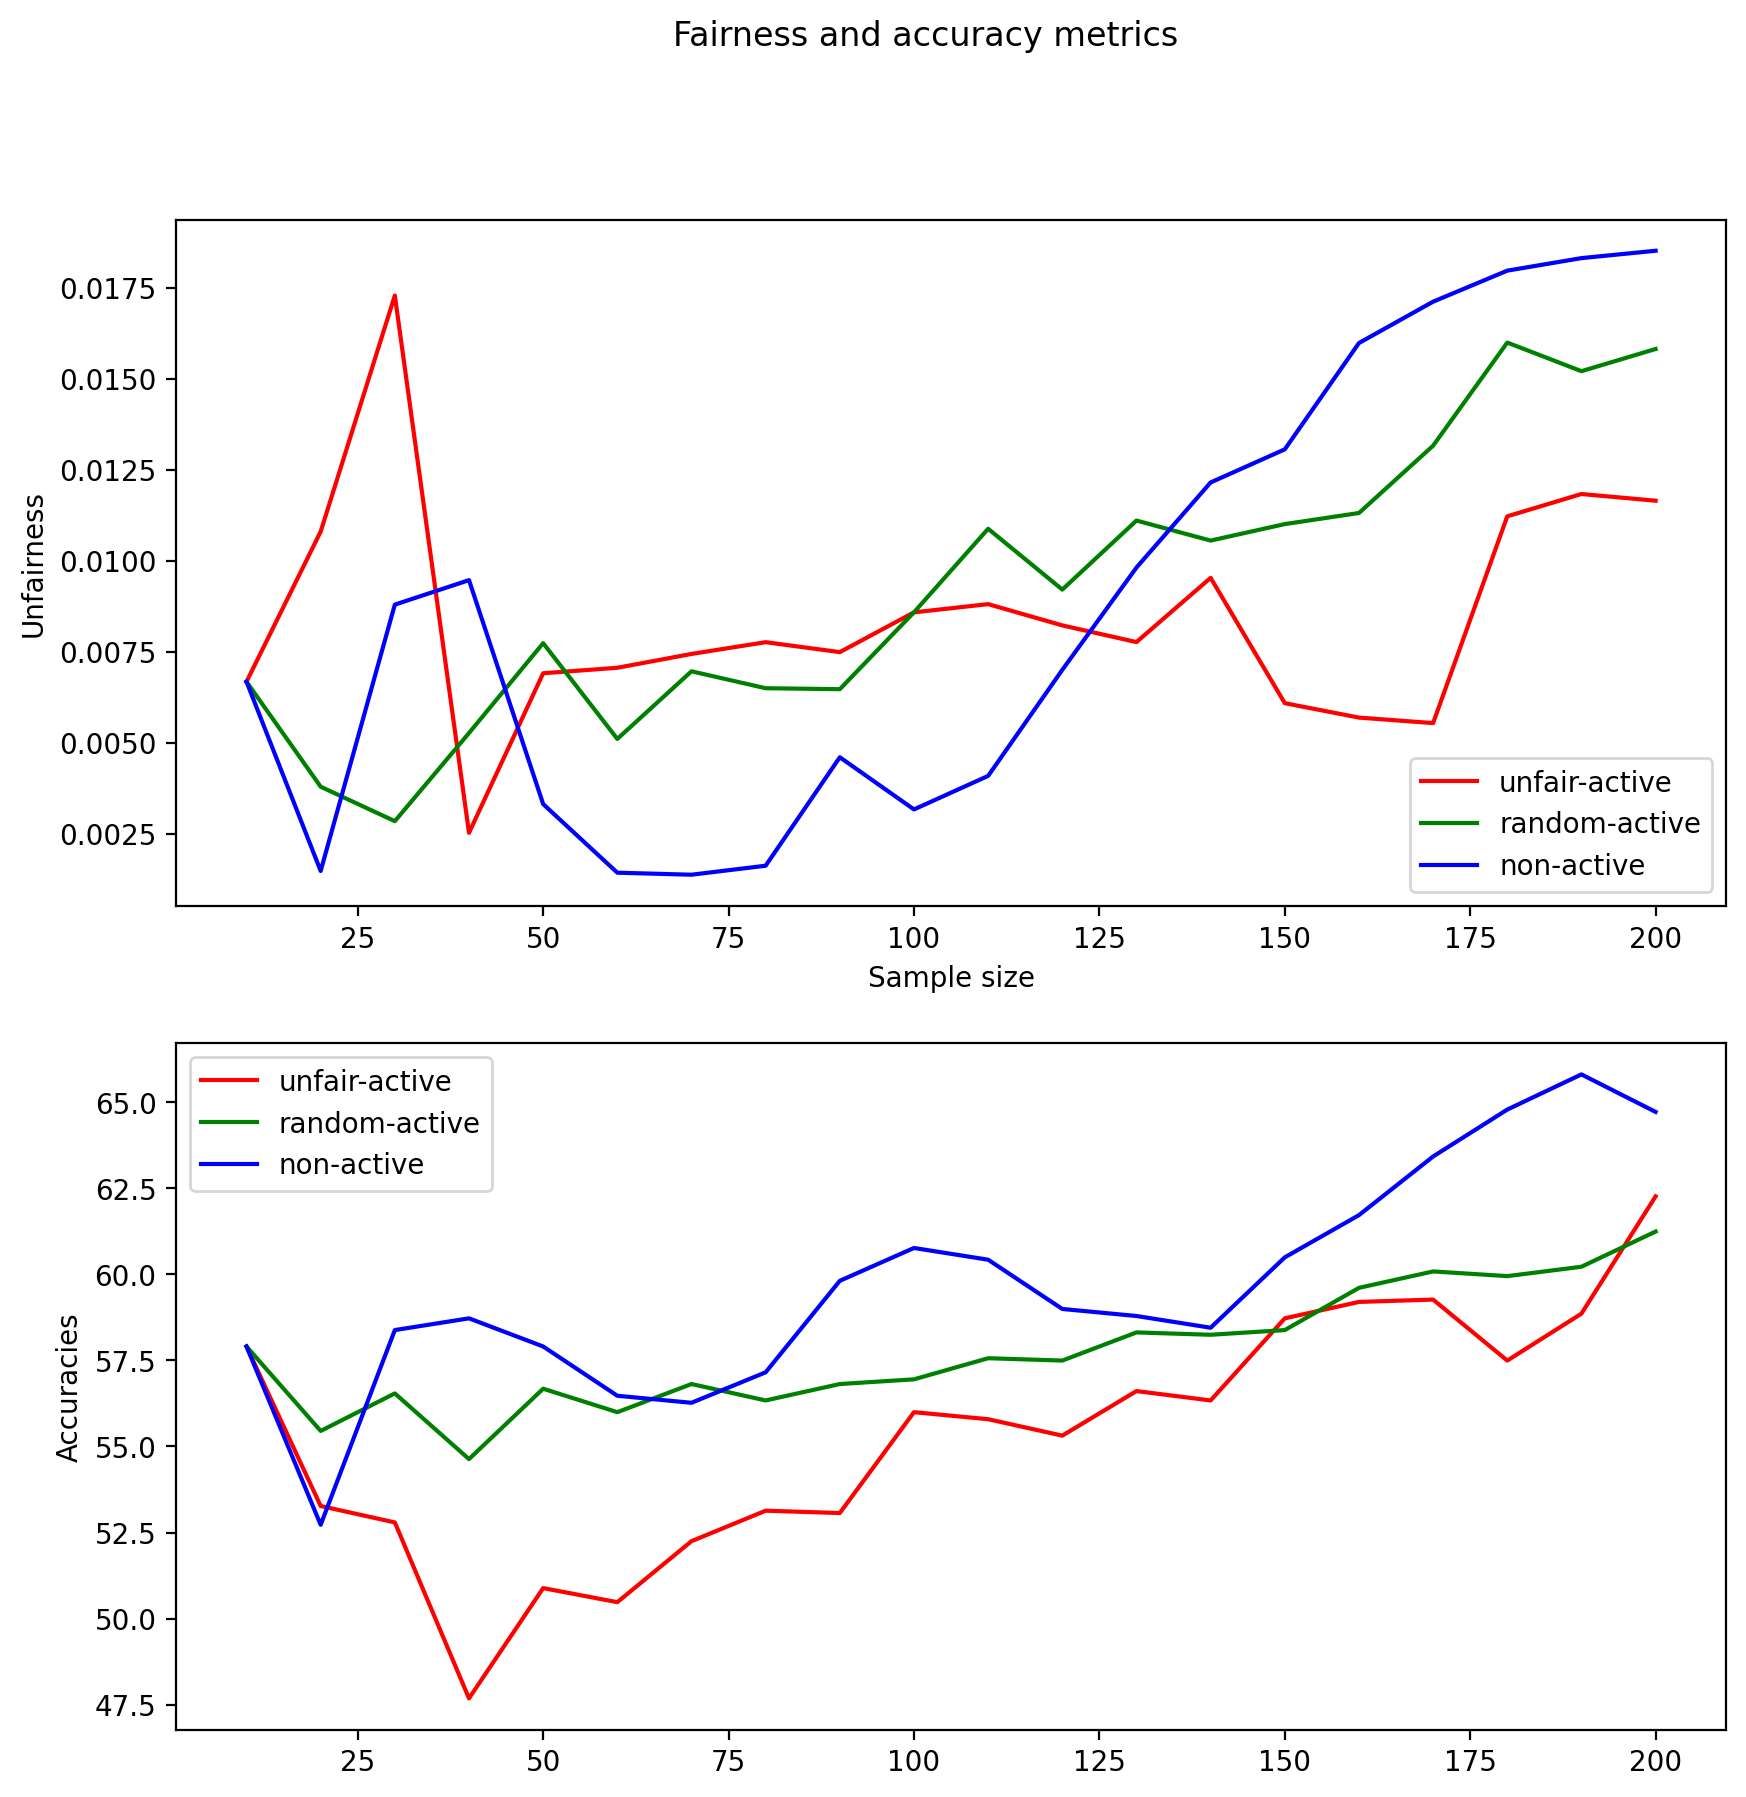 Fairness and accuracy metrics
0.0175
0.0150
0.0125
0.0100
0.0075
0.0050
0.0025
Unfairness
unfair-active
random-active
non-active
25 50 75 100 125 150 175 200
Sample size
unfair-active
random-active
non-active
65.0
62.5
60.0
57.5
55.0
52.5
50.0
47.5
Accuracies
25 50 75 100 125 150 175 200